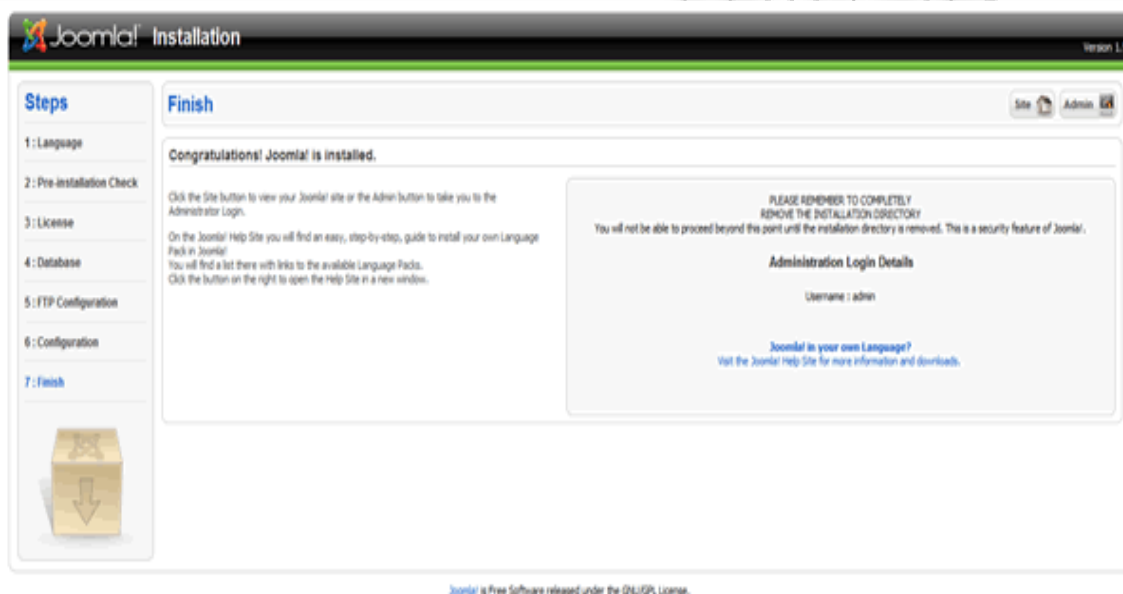 Joomla! Installation
Version 1.
Steps
1 : Language
2 : Pre-installation Check
3 : License
4 : Database
5 : FTP Configuration
6 : Configuration
7 : Finish
Finish
Site
Admin
Congratulations! Joomla! is installed.
Click the Site button to view your Joomla! site or the Admin button to take you to the
Administrator Login.
On the Joomla! Help Site you will find an easy, step-by-step, guide to install your own Language
Pack in Joomla!
You will find a list there with links to the available Language Packs.
Click the button on the right to open the Help Site in a new window.
PLEASE REMEMBER TO COMPLETELY
REMOVE THE INSTALLATION DIRECTORY
You will not be able to proceed beyond this point until the installation directory is removed. This is a security feature of Joomla!.
Administration Login Details
Username : admin
Joomla! in your own Language?
Visit the Joomla! Help Site for more information and downloads.
Joomla! is Free Software released under the GNU/GPL License.